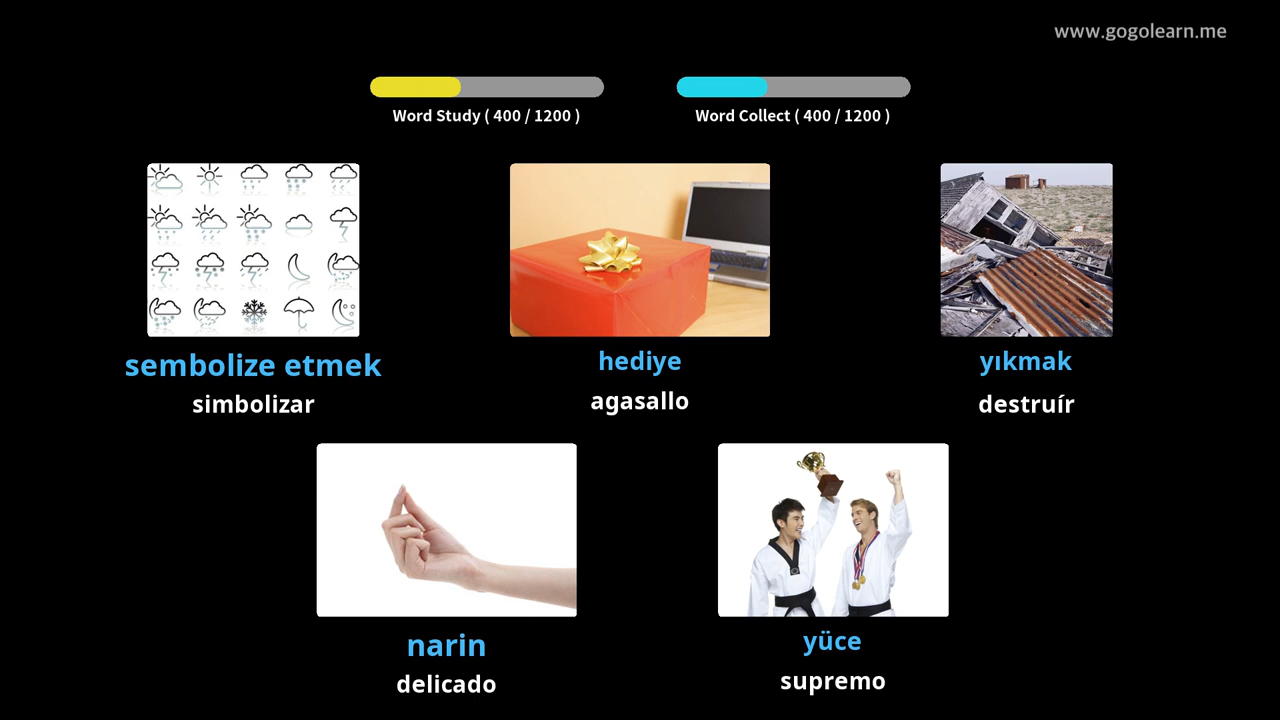 www.gogolearn.me
Word Study ( 400 / 1200 )
Word Collect ( 400 / 1200 )
sembolize etmek
simbolizar
hediye
agasallo
yıkmak
destruír
narin
delicado
yüce
supremo